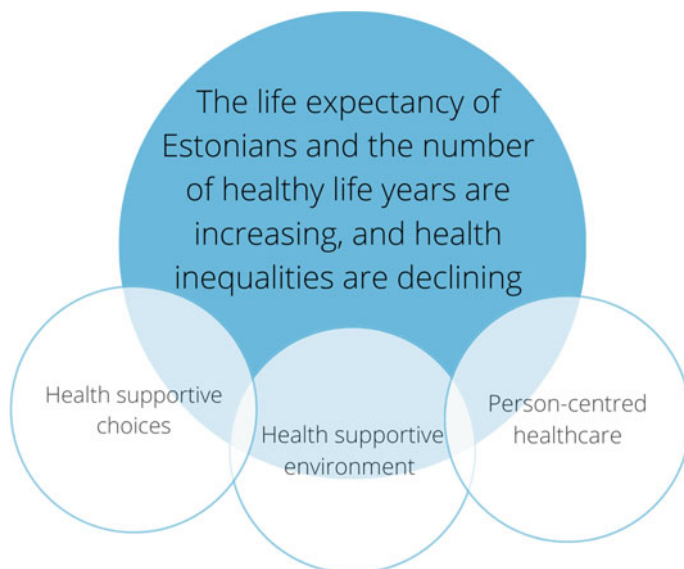 The life expectancy of
Estonians and the number
of healthy life years are
increasing, and health
inequalities are declining
Health supportive
choices
Health supportive
environment
Person-centred
healthcare